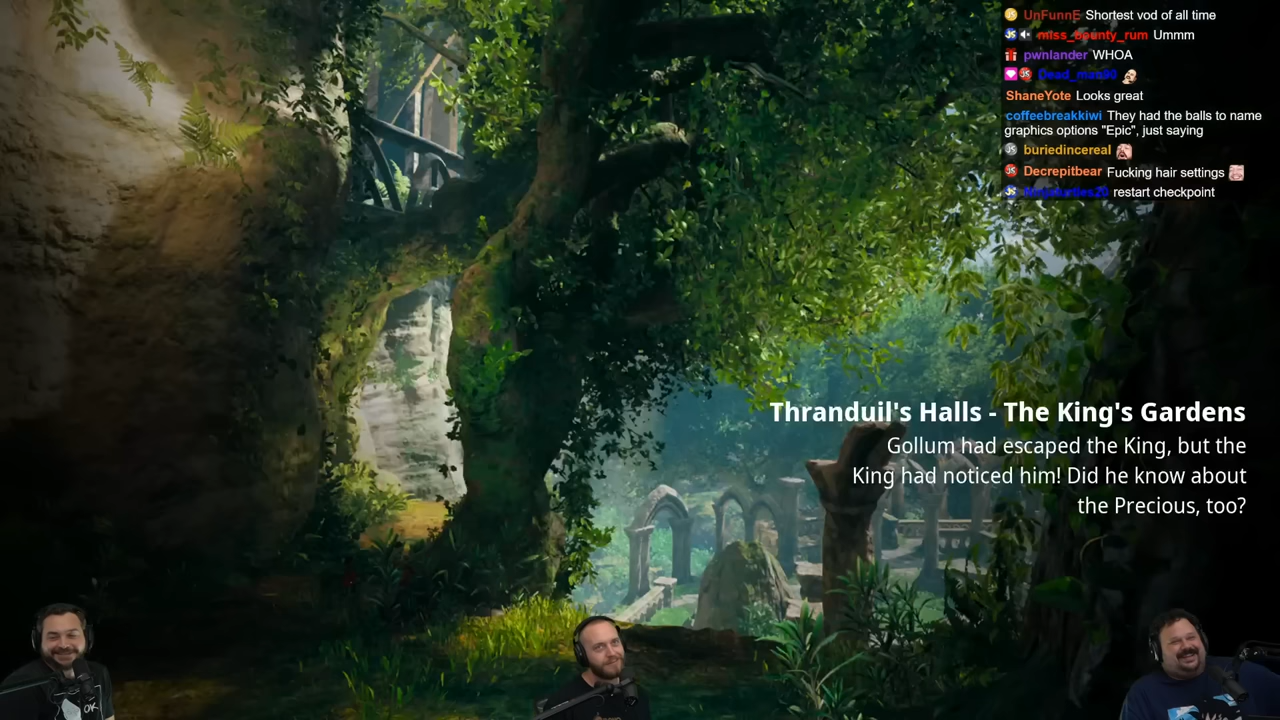 UnFunnE Shortest vod of all time
miss_bounty_rum Ummm
pwnlander WHOA
Dead_man90
ShaneYote Looks great
coffeebreakkiwi They had the balls to name
graphics options "Epic", just saying
buriedincereal
Decrepitbear Fucking hair settings
restart checkpoint
Thranduil's Halls - The King's Gardens
Gollum had escaped the King, but the
King had noticed him! Did he know about
the Precious, too?
OK